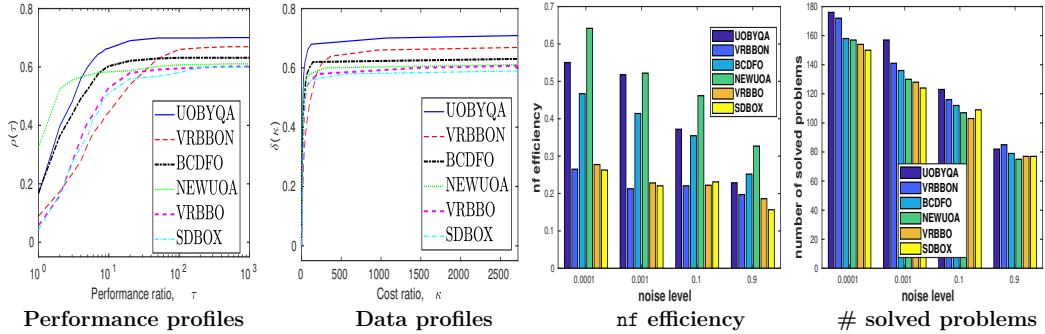 0.8
0.6
0.4
0.2
0
ρ(τ)
UOBYQA
VRBBON
BCDFO
NEWUOA
VRBBO
SDBOX
10^0
10^1
10^2
10^3
Performance ratio, τ
Performance profiles
0.8
0.6
0.4
0.2
0
δ(κ)
UOBYQA
VRBBON
BCDFO
NEWUOA
VRBBO
SDBOX
0
500
1000
1500
2000
2500
Cost ratio, κ
Data profiles
0.7
0.6
0.5
0.4
0.3
0.2
0.1
0
nf efficiency
UOBYQA
VRBBON
BCDFO
NEWUOA
VRBBO
SDBOX
0.0001
0.001
0.1
0.9
noise level
nf efficiency
180
160
140
120
100
80
60
40
20
0
number of solved problems
UOBYQA
VRBBON
BCDFO
NEWUOA
VRBBO
SDBOX
0.0001
0.001
0.1
0.9
noise level
# solved problems